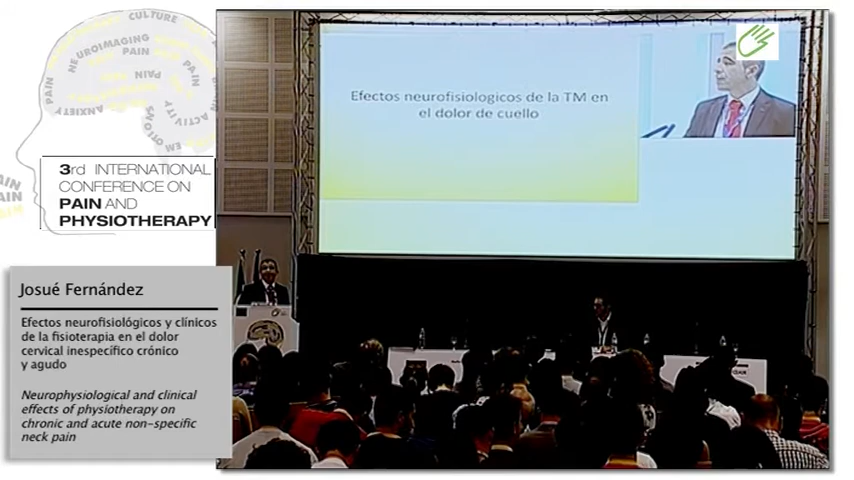 CULTURE
NEUROIMAGING
PAIN
PAIN
PAIN
PAIN
ANXIETY
ACTIVITY
PAIN
3rd INTERNATIONAL
CONFERENCE ON
PAIN AND
PHYSIOTHERAPY
Efectos neurofisiologicos de la TM en
el dolor de cuello
Josué Fernández
Efectos neurofisiológicos y clínicos
de la fisioterapia en el dolor
cervical inespecífico crónico
y agudo
Neurophysiological and clinical
effects of physiotherapy on
chronic and acute non-specific
neck pain